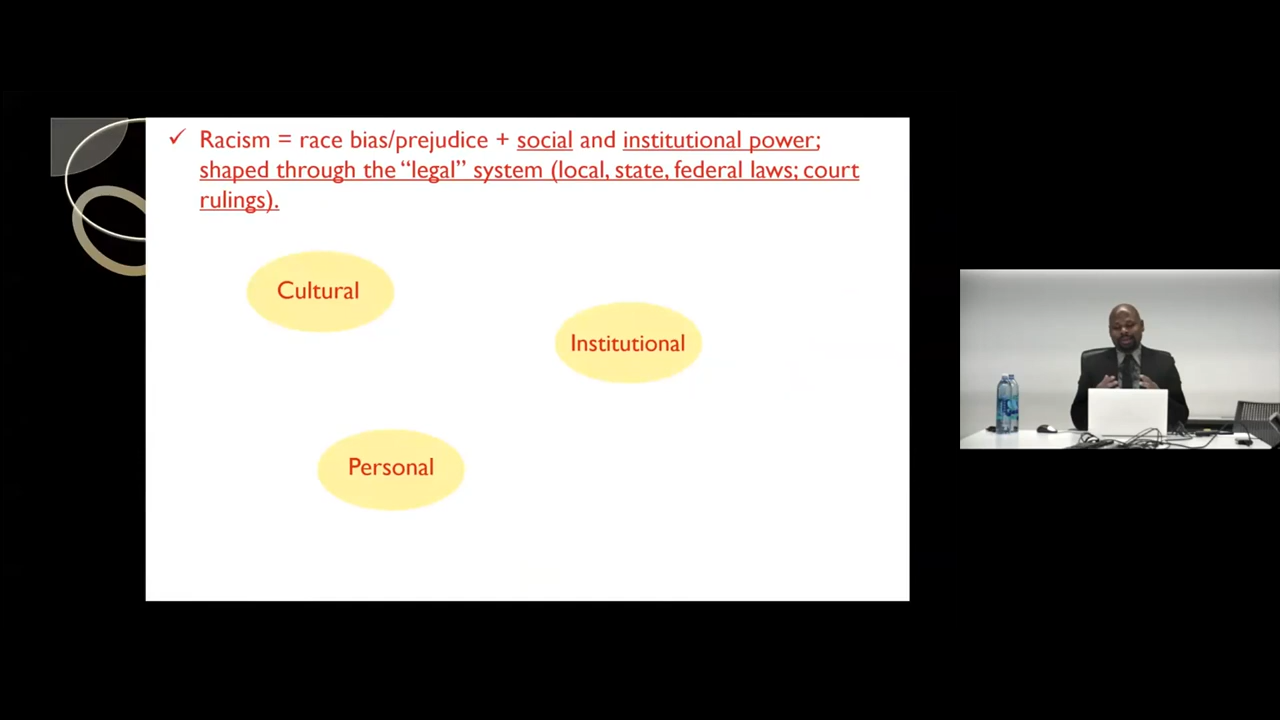 ✓ Racism = race bias/prejudice + social and institutional power;
shaped through the “legal” system (local, state, federal laws; court
rulings).
Cultural
Institutional
Personal